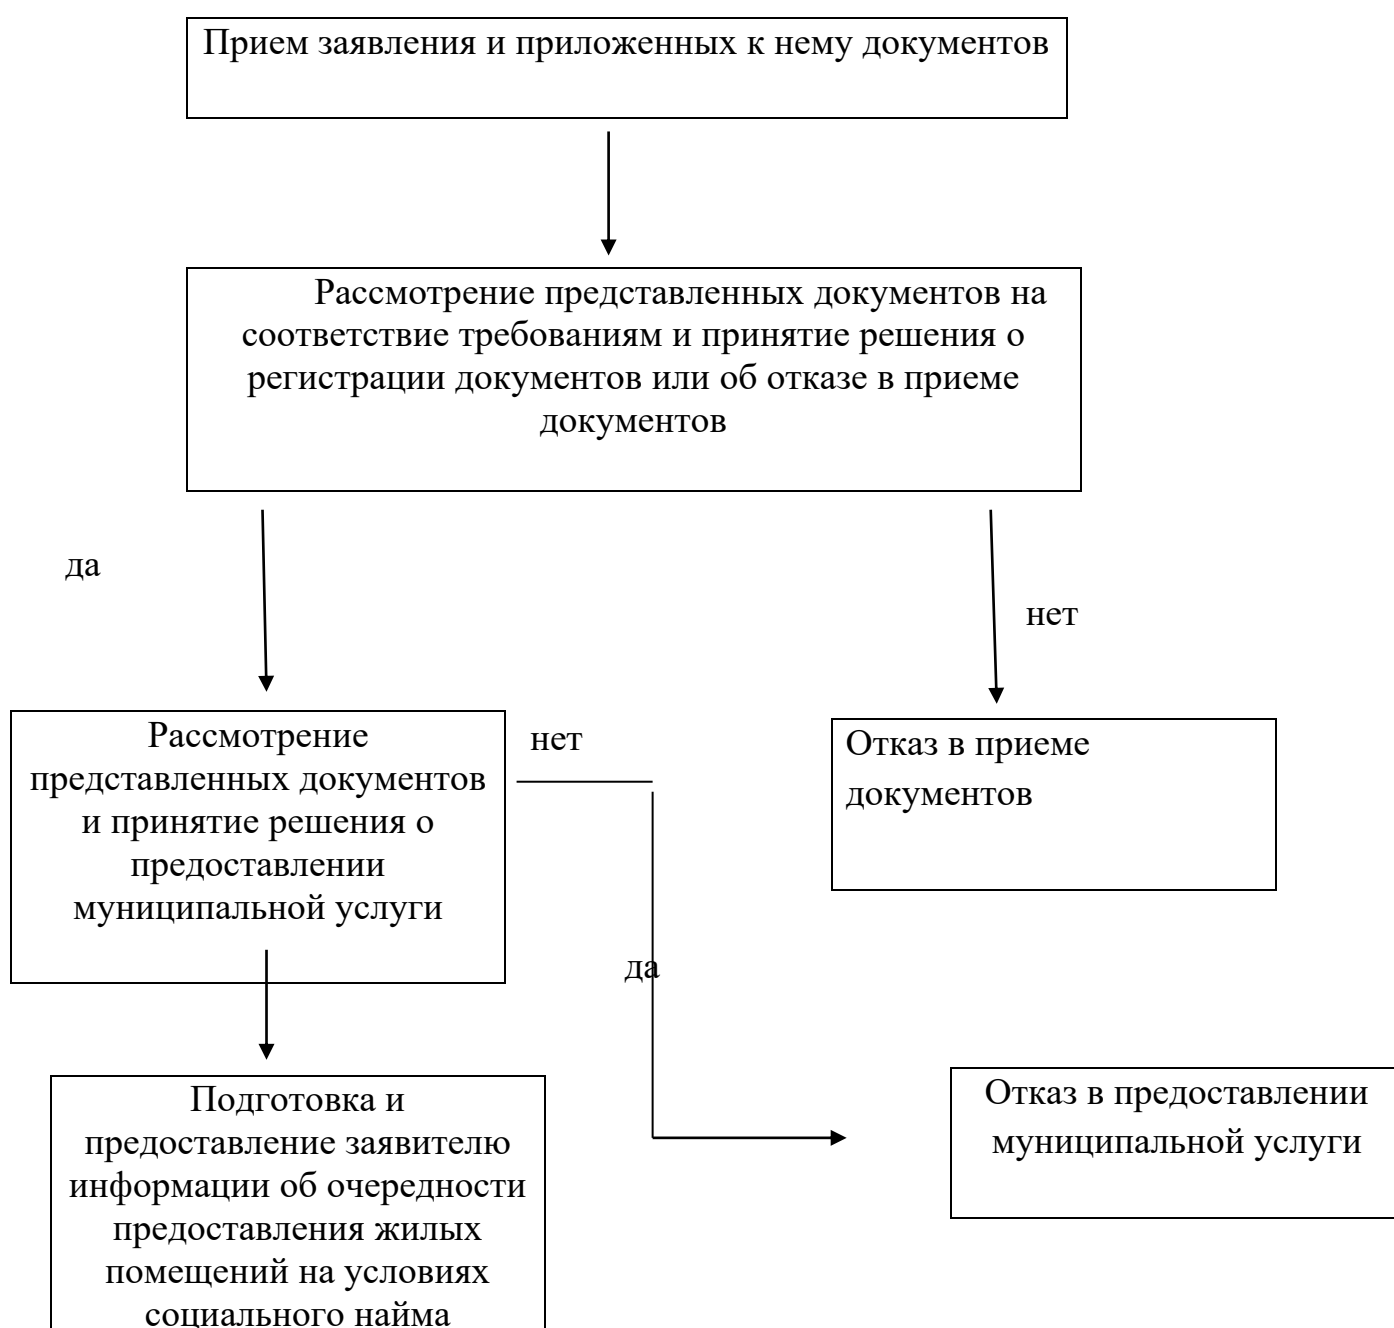 Прием заявления и приложенных к нему документов
Рассмотрение представленных документов на
соответствие требованиям и принятие решения о
регистрации документов или об отказе в приеме
документов
да
нет
Рассмотрение
представленных документов
и принятие решения о
предоставлении
муниципальной услуги
нет
Отказ в приеме
документов
да
Подготовка и
предоставление заявителю
информации об очередности
предоставления жилых
помещений на условиях
социального найма
Отказ в предоставлении
муниципальной услуги